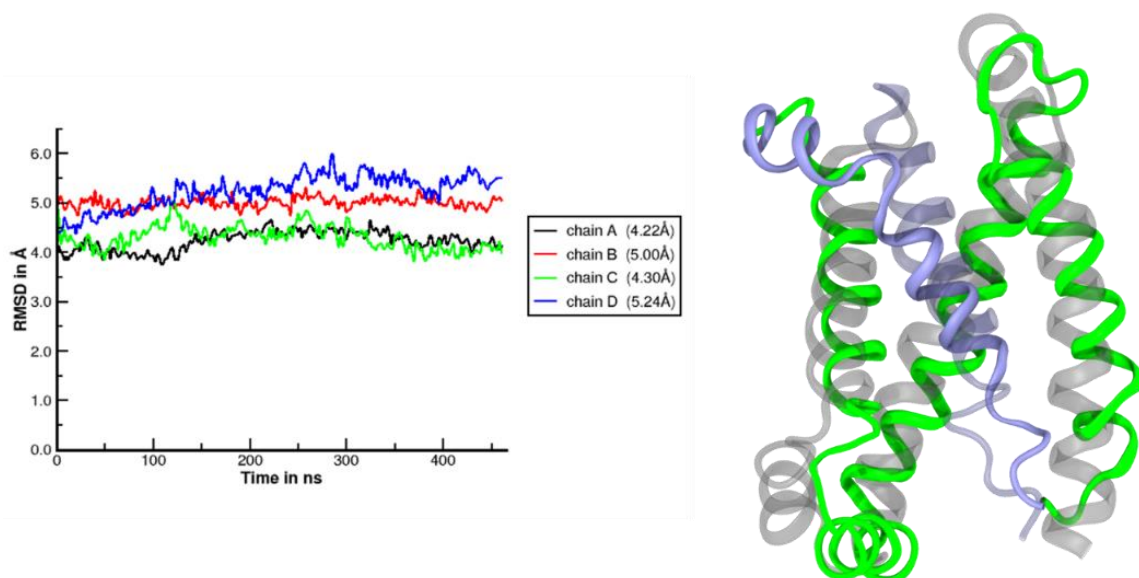 6.0
5.0
4.0
3.0
2.0
1.0
0.0
RMSD in Å
0 100 200 300 400
Time in ns
chain A (4.22Å)
chain B (5.00Å)
chain C (4.30Å)
chain D (5.24Å)